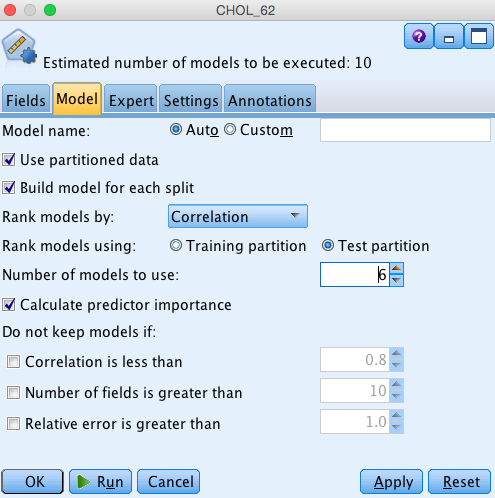 CHOL_62
Estimated number of models to be executed: 10
Fields Model Expert Settings Annotations
Model name: Auto Custom
Use partitioned data
Build model for each split
Rank models by: Correlation
Rank models using: Training partition Test partition
Number of models to use: 6
Calculate predictor importance
Do not keep models if:
Correlation is less than 0.8
Number of fields is greater than 10
Relative error is greater than 1.0
OK Run Cancel Apply Reset